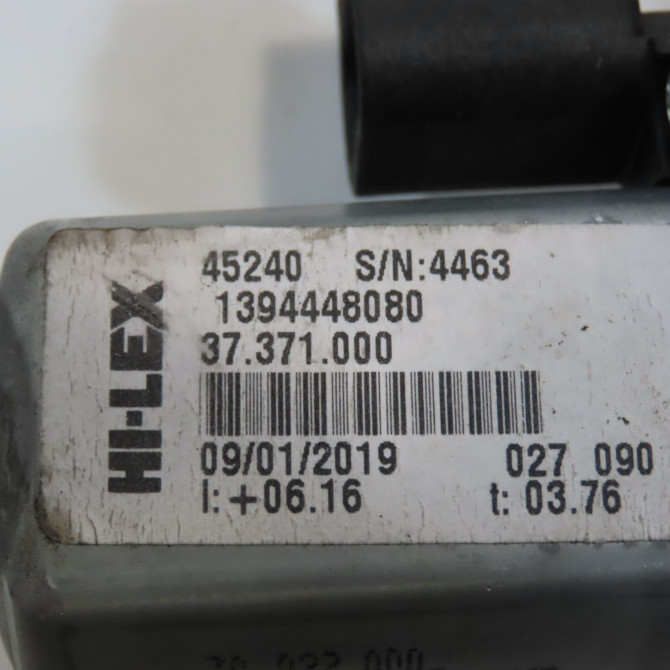 HI-LEX
45240 S/N:4463
1394448080
37.371.000
09/01/2019 027 090
I:+06.16 t: 03.76